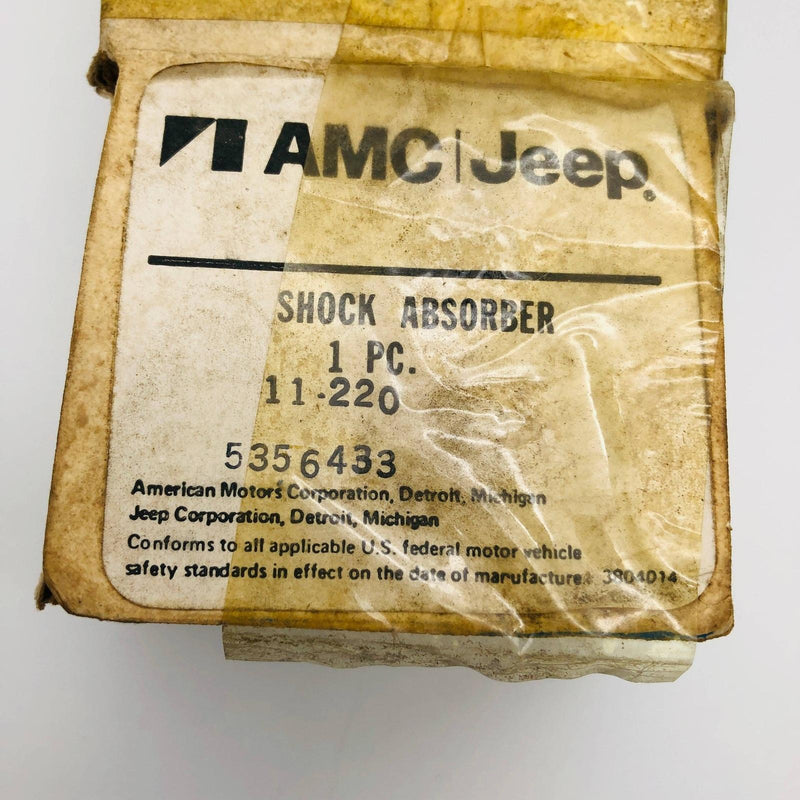 AMC|Jeep®
SHOCK ABSORBER
1 PC.
11-220
5356433
American Motors Corporation, Detroit, Michigan
Jeep Corporation, Detroit, Michigan
Conforms to all applicable U.S. federal motor vehicle
safety standards in effect on the date of manufacture. 3804014